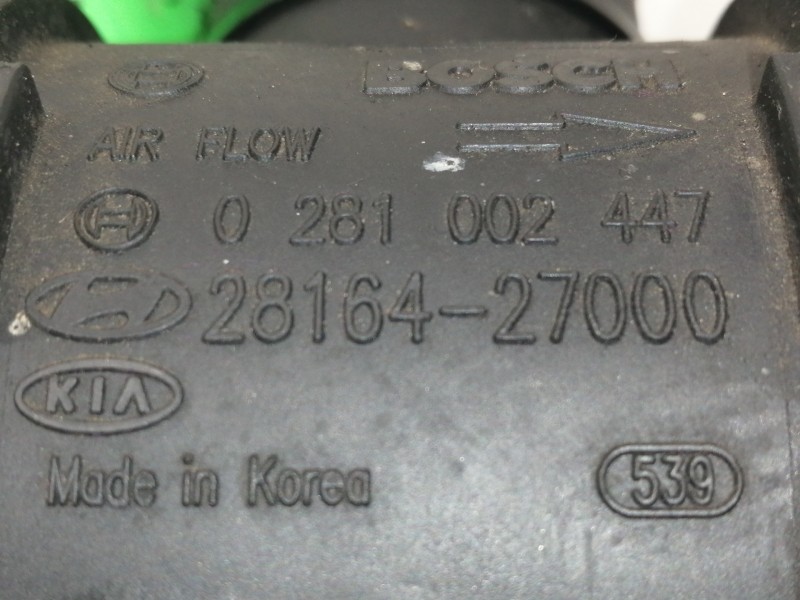 BOSCH
AIR FLOW
0 281 002 447
28164-27000
KIA
Made in Korea 539